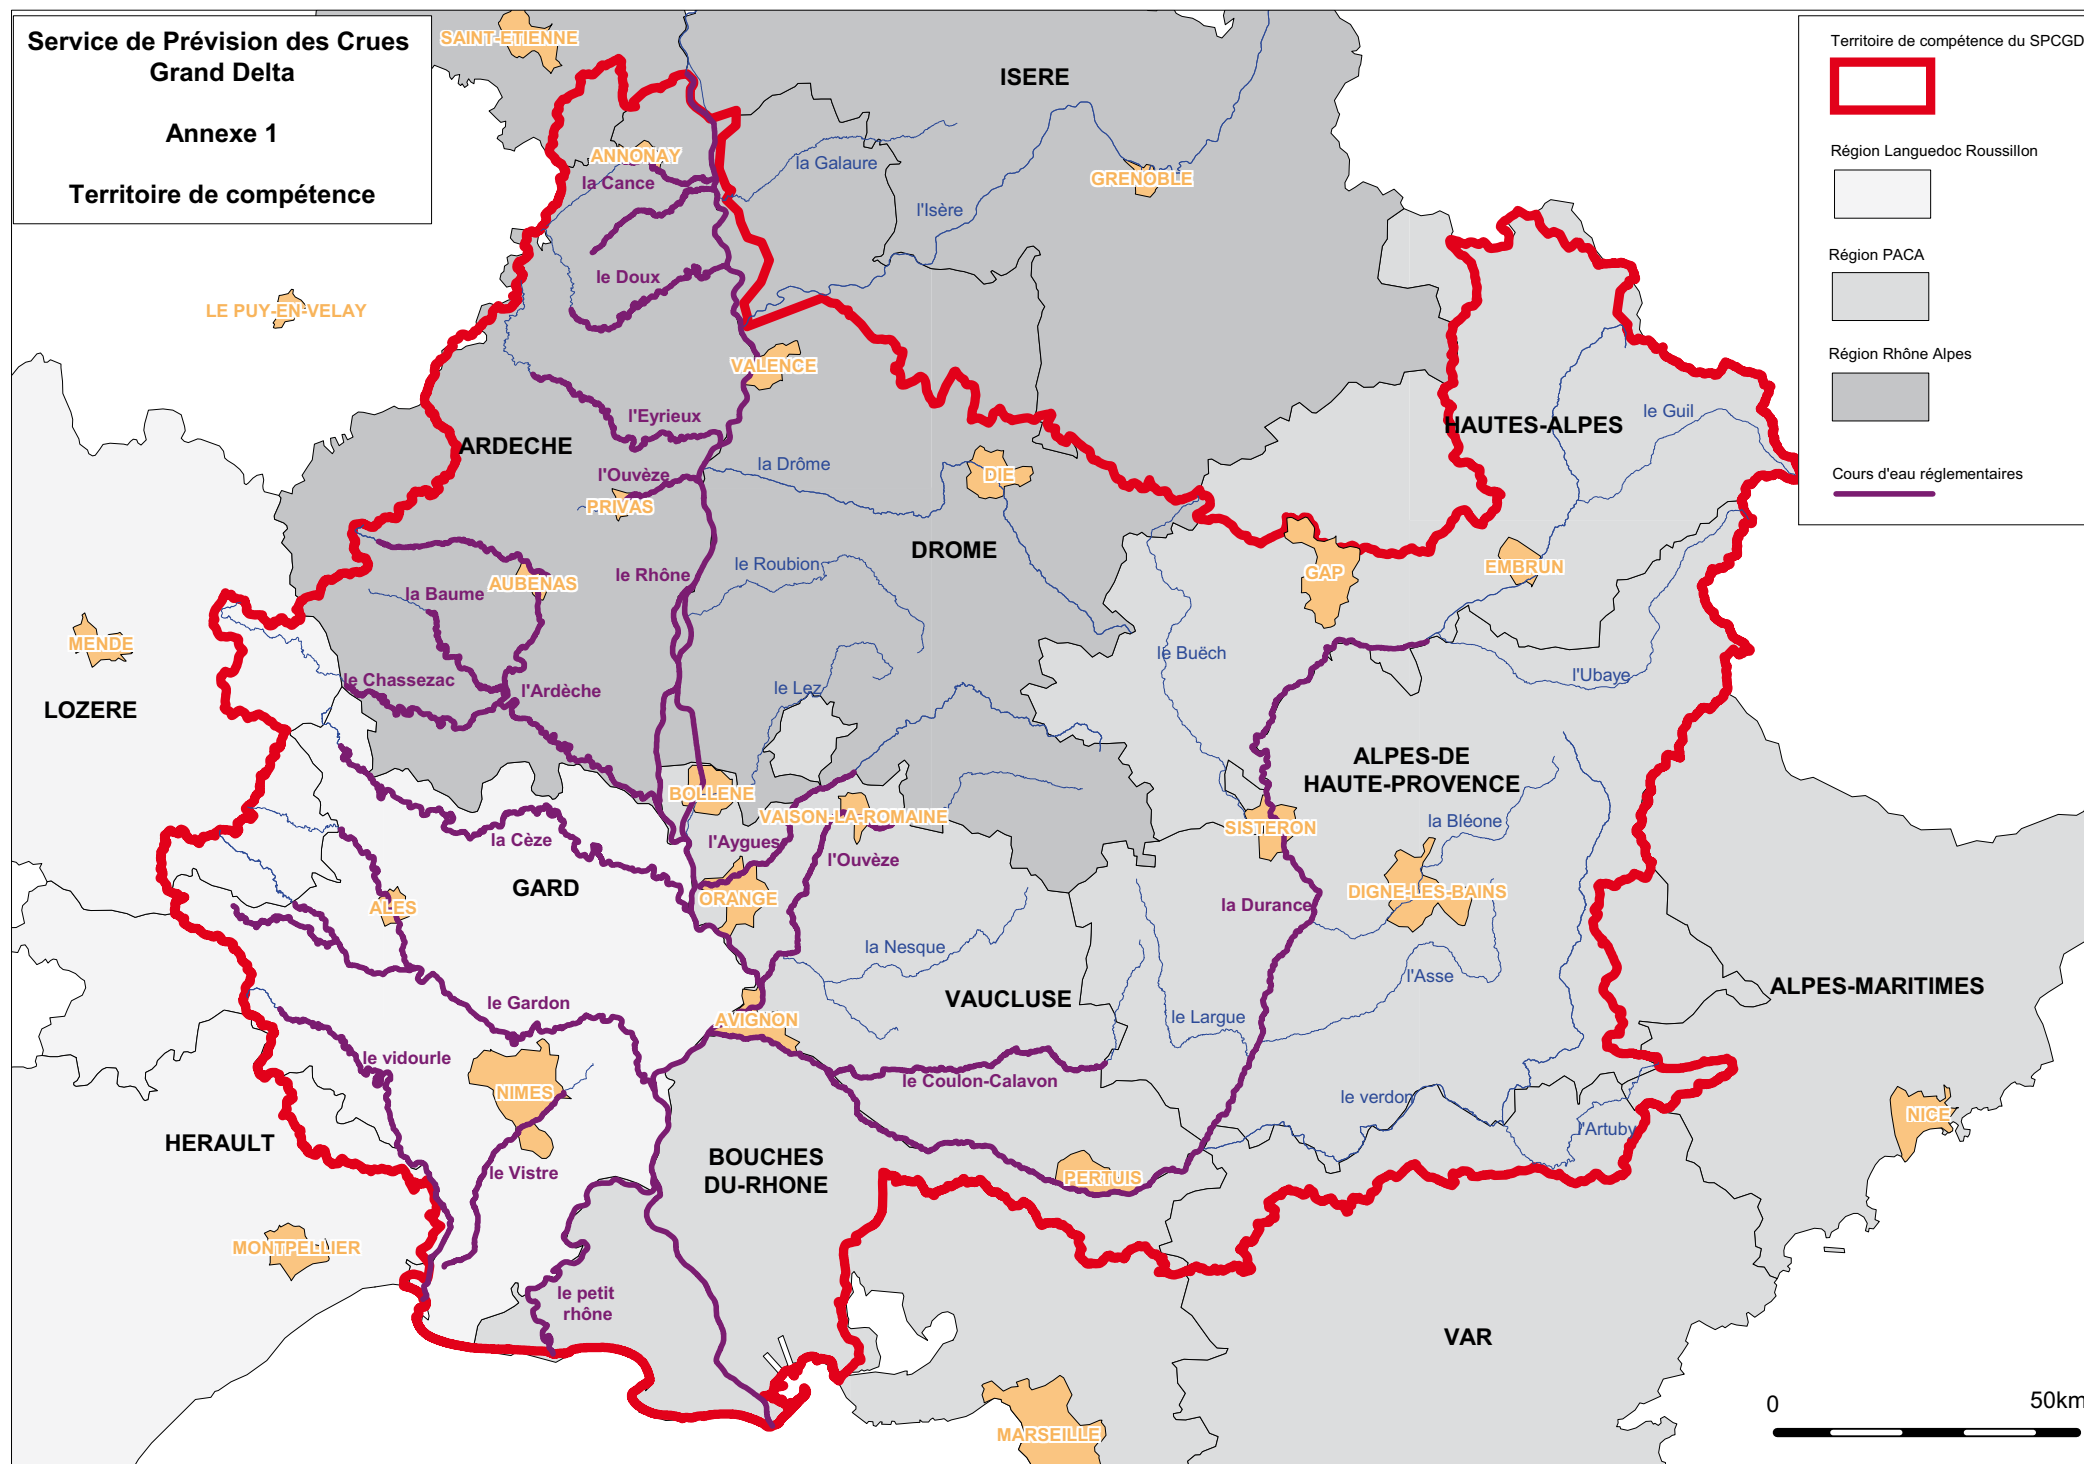 Service de Prévision des Crues
Grand Delta
Annexe 1
Territoire de compétence
Territoire de compétence du SPCGD
Région Languedoc Roussillon
Région PACA
Région Rhône Alpes
Cours d'eau réglementaires
SAINT-ETIENNE
ISERE
ANNONAY
la Cance
la Galaure
GRENOBLE
l'Isère
le Doux
LE PUY-EN-VELAY
VALENCE
l'Eyrieux
ARDECHE
HAUTES-ALPES
le Guil
l'Ouvèze
la Drôme
DIE
PRIVAS
DROME
le Rhône
le Roubion
GAP
EMBRUN
AUBENAS
la Baume
MENDE
le Buëch
l'Ubaye
le Chassezac
l'Ardèche
le Lez
LOZERE
ALPES-DE
HAUTE-PROVENCE
BOLLENE
VAISON-LA-ROMAINE
SISTERON
la Bléone
la Cèze
l'Aygues
l'Ouvèze
GARD
ALES
ORANGE
la Durance
DIGNE-LES-BAINS
la Nesque
l'Asse
ALPES-MARITIMES
le Gardon
VAUCLUSE
AVIGNON
le Largue
le vidourle
NIMES
le Coulon-Calavon
le verdon
l'Artuby
NICE
HERAULT
le Vistre
BOUCHES
DU-RHONE
PERTUIS
MONTPELLIER
le petit
rhône
VAR
MARSEILLE
0
50km